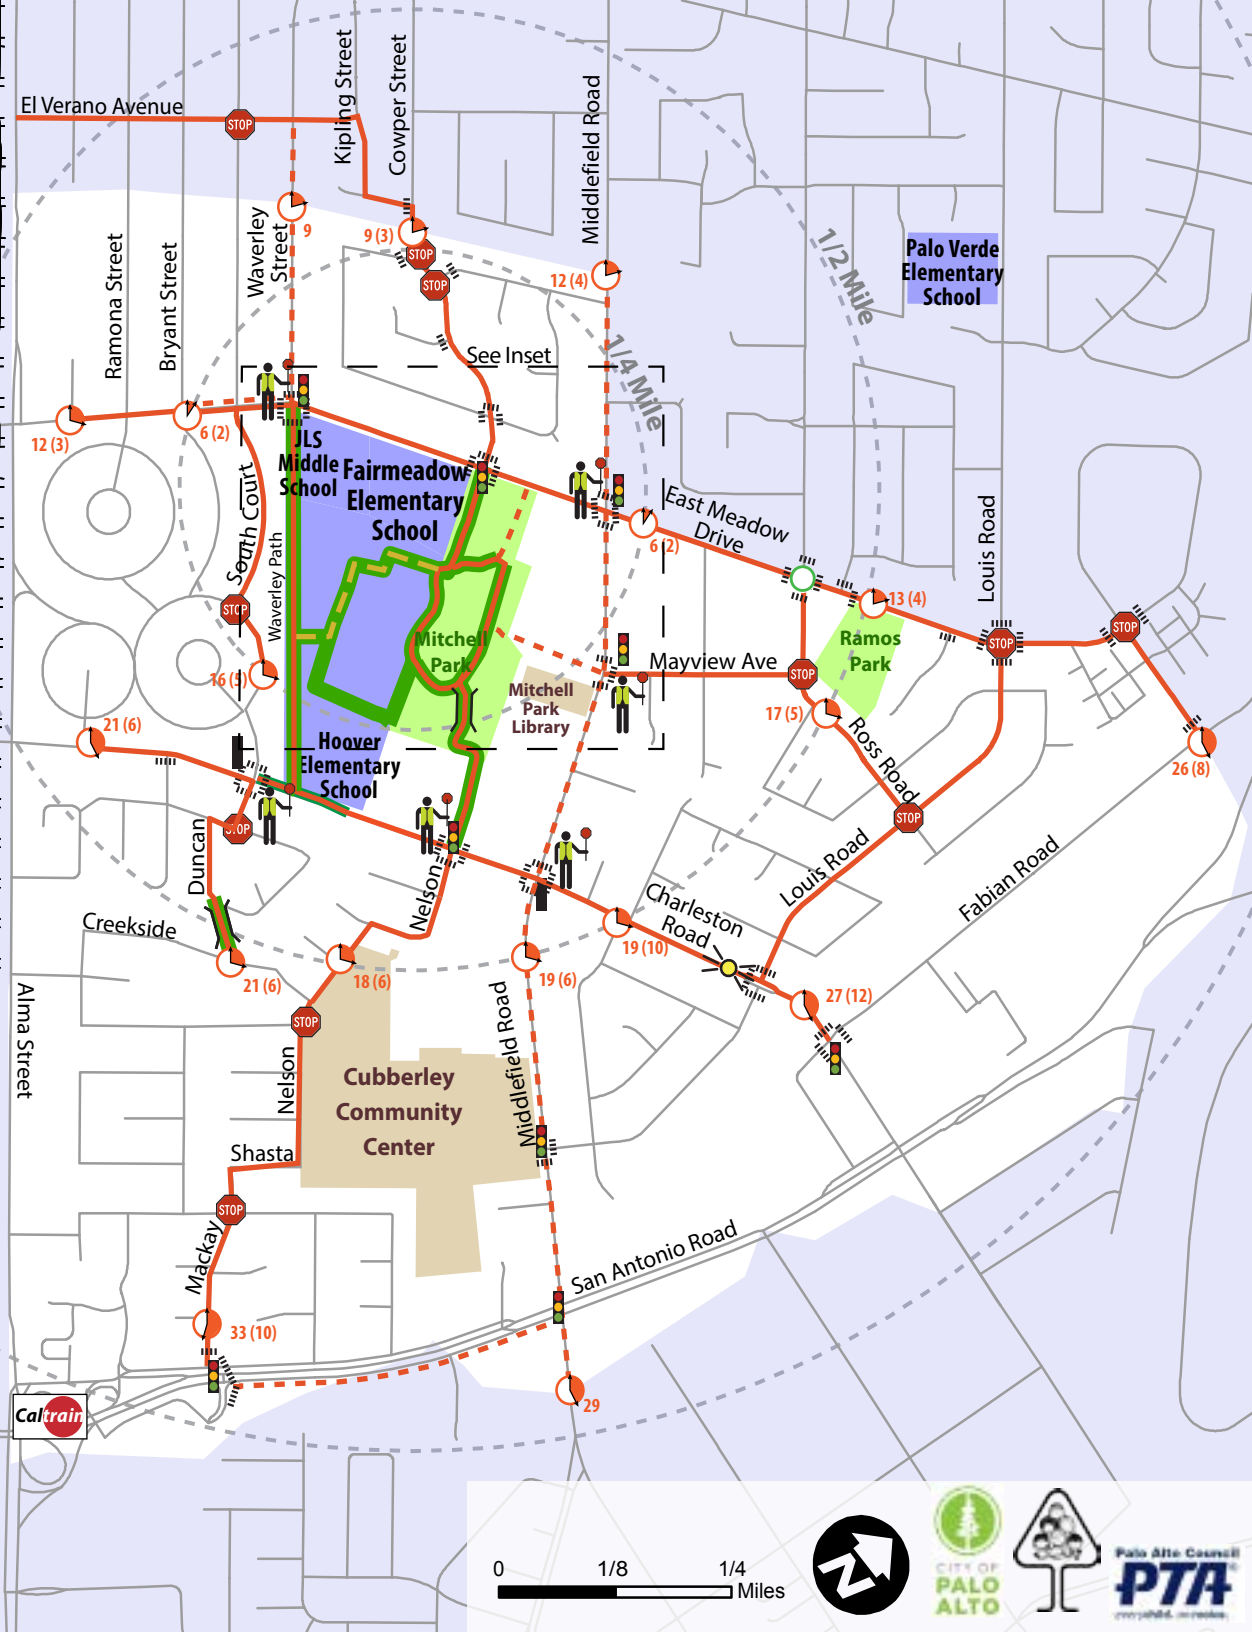 El Verano Avenue
STOP
Kipling Street
Cowper Street
Middlefield Road
Waverley
Street
9
9 (3)
STOP
STOP
12 (4)
1/2 Mile
Palo Verde
Elementary
School
Ramona Street
Bryant Street
See Inset
1/4 Mile
12 (3)
6 (2)
JLS
Middle
School
Fairmeadow
Elementary
School
South Court
Waverley Path
East Meadow
Drive
6 (2)
Louis Road
13 (4)
STOP
Mitchell
Park
Ramos
Park
STOP
STOP
16 (5)
Mayview Ave
STOP
Mitchell
Park
Library
17 (5)
21 (6)
Hoover
Elementary
School
Ross Road
26 (8)
STOP
STOP
Duncan
Nelson
Louis Road
Fabian Road
Charleston
Road
Creekside
21 (6)
18 (6)
19 (6)
19 (10)
27 (12)
Alma Street
STOP
Nelson
Middlefield Road
Cubberley
Community
Center
Shasta
STOP
Mackay
San Antonio Road
33 (10)
29
Caltrain
0
1/8
1/4
Miles
N
CITY OF
PALO
ALTO
Palo Alto Council
PTA